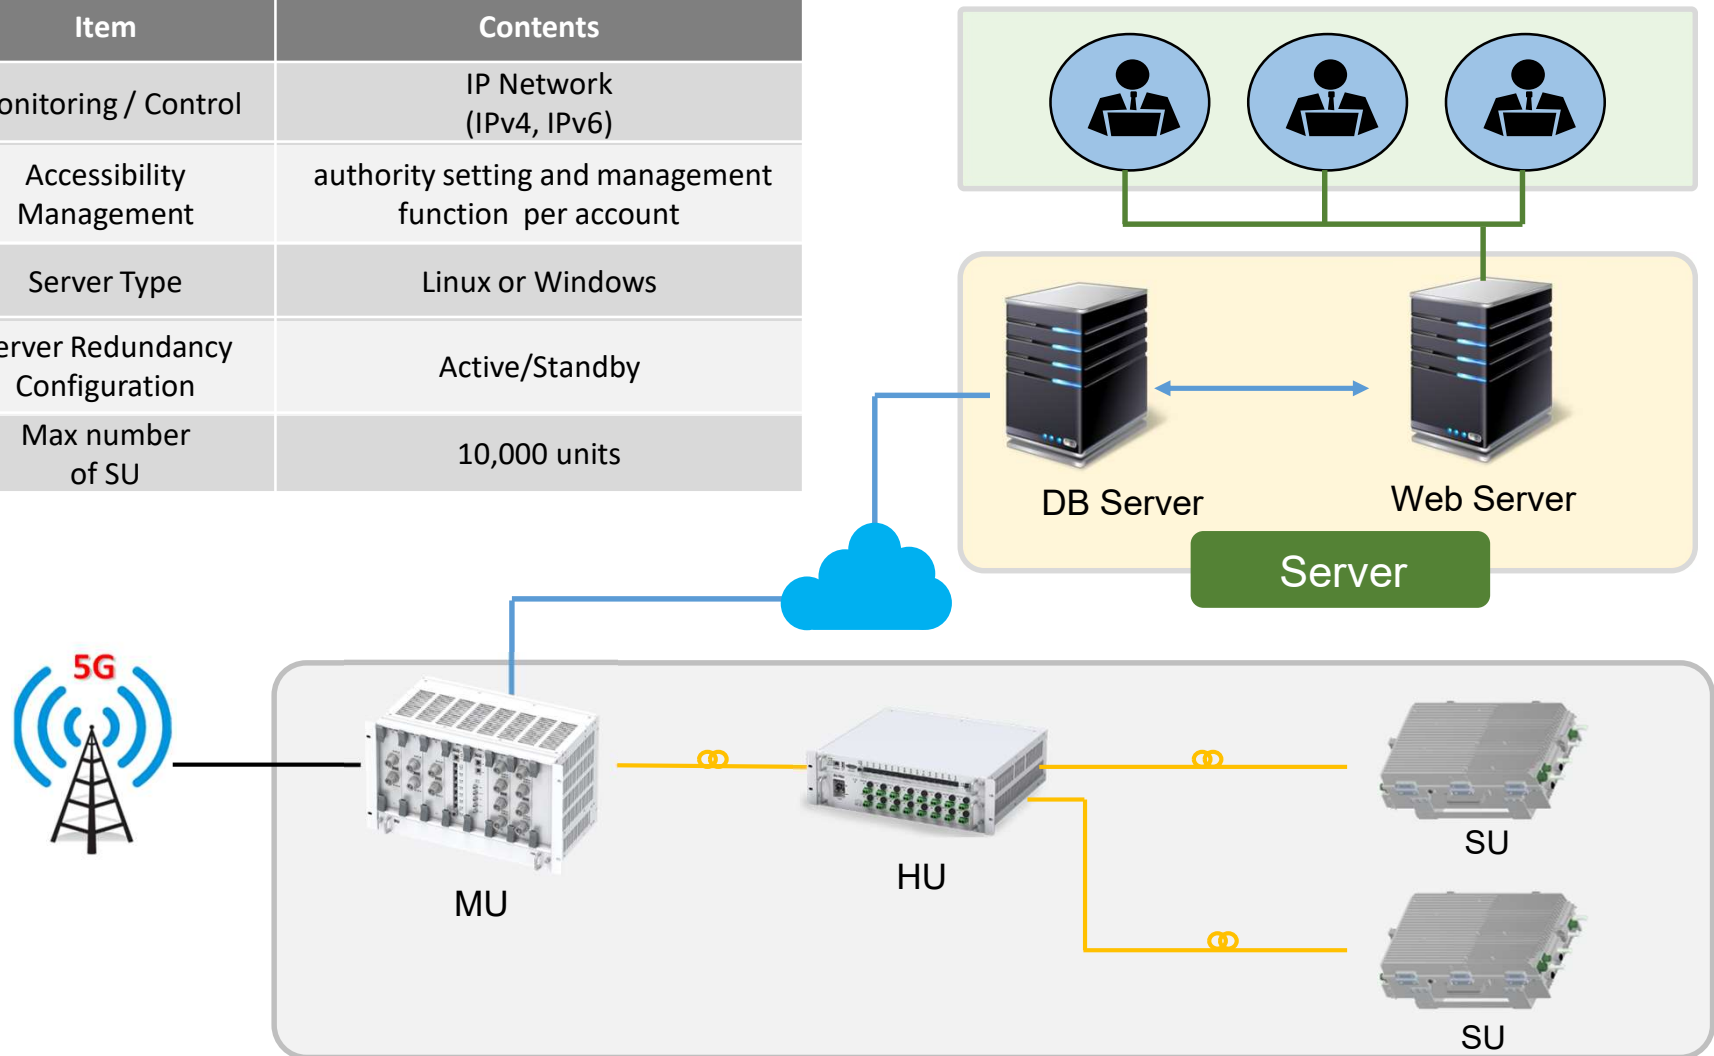 Item
Contents
onitoring / Control
IP Network
(IPv4, IPv6)
Accessibility
Management
authority setting and management
function per account
Server Type
Linux or Windows
erver Redundancy
Configuration
Active/Standby
Max number
of SU
10,000 units
DB Server
Web Server
Server
5G
MU
HU
SU
SU